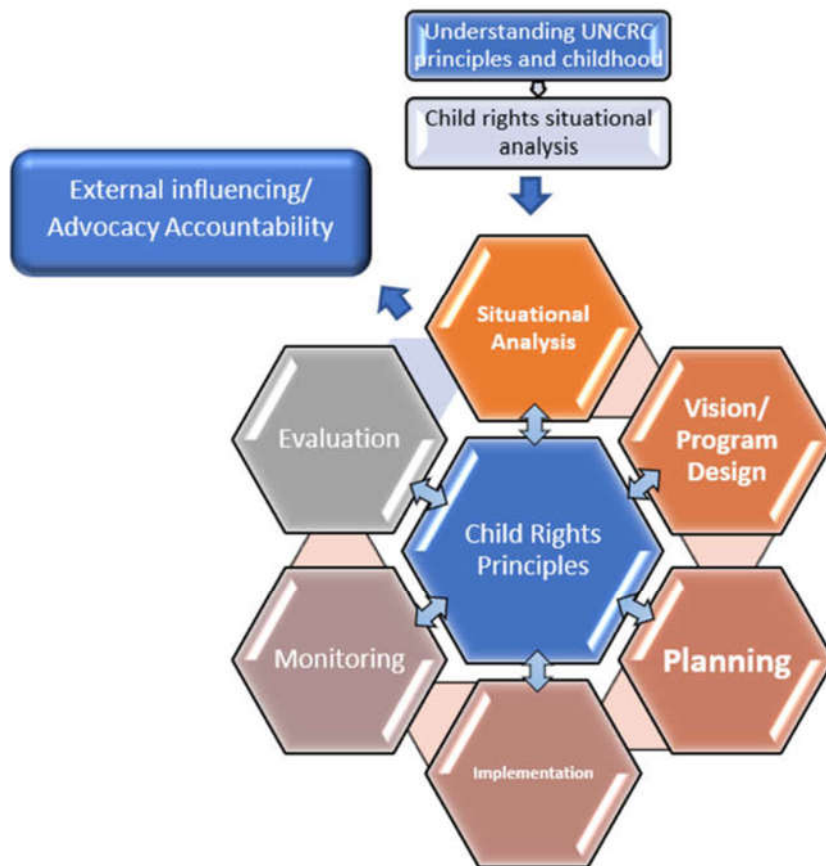 Understanding UNCRC
principles and childhood
Child rights situational
analysis
External influencing/
Advocacy Accountability
Situational
Analysis
Vision/
Program
Design
Evaluation
Child Rights
Principles
Monitoring
Planning
Implementation